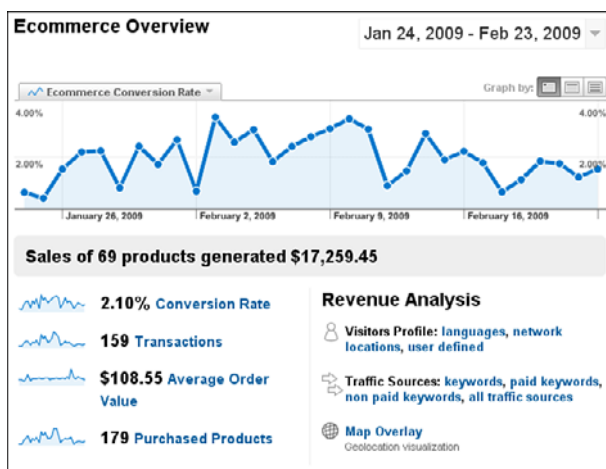 Ecommerce Overview
Jan 24, 2009 - Feb 23, 2009
Ecommerce Conversion Rate
Graph by:
4.00%
4.00%
2.00%
2.00%
January 26, 2009
February 2, 2009
February 9, 2009
February 16, 2009
Sales of 69 products generated $17,259.45
2.10% Conversion Rate
159 Transactions
$108.55 Average Order
Value
179 Purchased Products
Revenue Analysis
Visitors Profile: languages, network
locations, user defined
Traffic Sources: keywords, paid keywords,
non paid keywords, all traffic sources
Map Overlay
Geolocation visualization